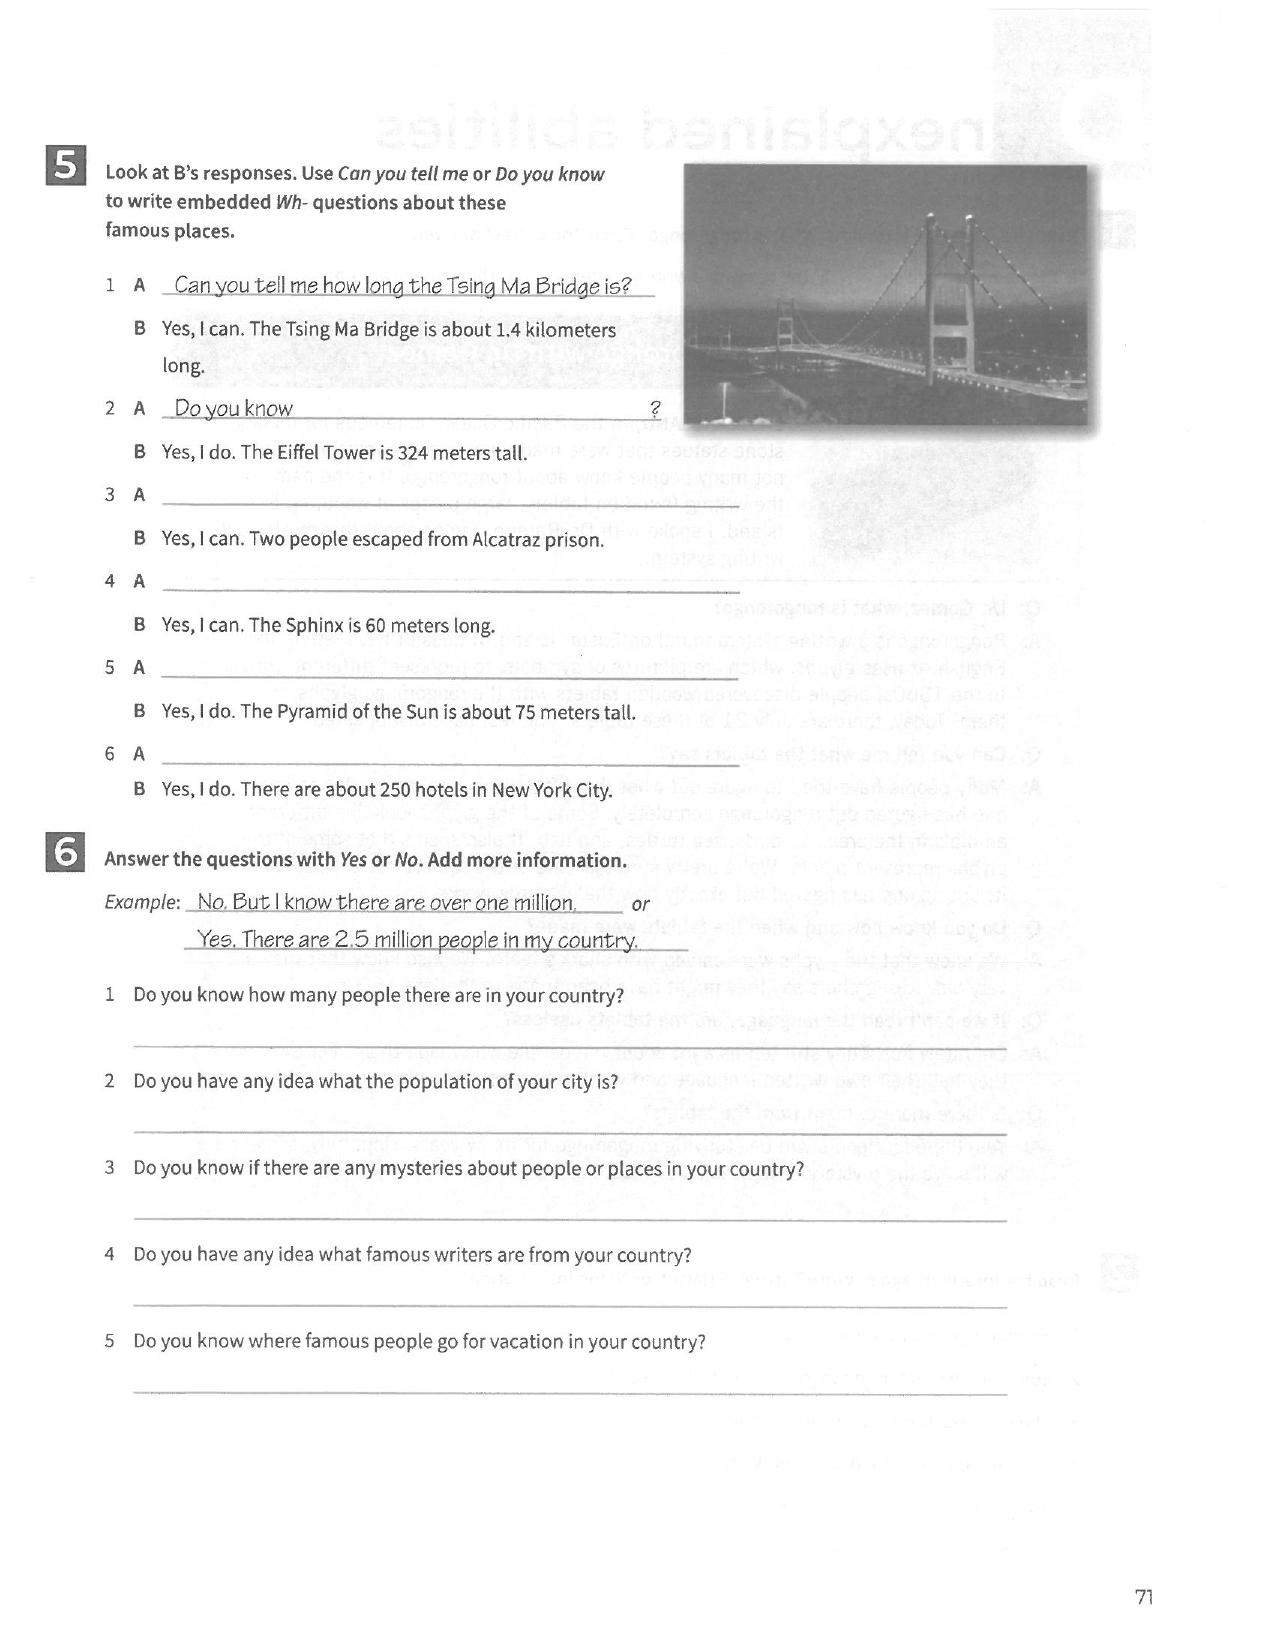 5
Look at B's responses. Use Can you tell me or Do you know
to write embedded Wh- questions about these
famous places.
1 A Can you tell me how long the Tsing Ma Bridge is?
B Yes, I can. The Tsing Ma Bridge is about 1.4 kilometers
long.
2 A Do you know ?
B Yes, I do. The Eiffel Tower is 324 meters tall.
3 A
B Yes, I can. Two people escaped from Alcatraz prison.
4 A
B Yes, I can. The Sphinx is 60 meters long.
5 A
B Yes, I do. The Pyramid of the Sun is about 75 meters tall.
6 A
B Yes, I do. There are about 250 hotels in New York City.
6
Answer the questions with Yes or No. Add more information.
Example: No. But I know there are over one million. or
Yes. There are 2.5 million people in my country.
1 Do you know how many people there are in your country?
2 Do you have any idea what the population of your city is?
3 Do you know if there are any mysteries about people or places in your country?
4 Do you have any idea what famous writers are from your country?
5 Do you know where famous people go for vacation in your country?
71